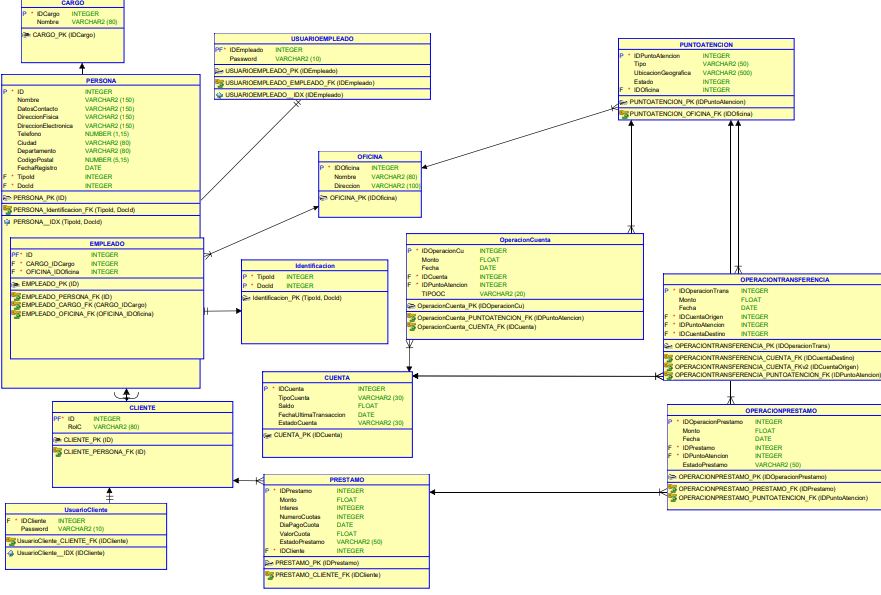 CARGO
P * IDCargo INTEGER
Nombre VARCHAR2 (80)
CARGO_PK (IDCargo)
PERSONA
P * ID INTEGER
Nombre VARCHAR2 (150)
DatosContacto VARCHAR2 (150)
DireccionFisica VARCHAR2 (150)
DireccionElectronica VARCHAR2 (150)
Telefono NUMBER (1,15)
Ciudad VARCHAR2 (80)
Departamento VARCHAR2 (80)
CodigoPostal NUMBER (5,15)
FechaRegistro DATE
F * TipoId INTEGER
F * DocId INTEGER
PERSONA_PK (ID)
PERSONA_Identificacion_FK (TipoId, DocId)
PERSONA__IDX (TipoId, DocId)
EMPLEADO
PF* ID INTEGER
F * CARGO_IDCargo INTEGER
F * OFICINA_IDOficina INTEGER
EMPLEADO_PK (ID)
EMPLEADO_PERSONA_FK (ID)
EMPLEADO_CARGO_FK (CARGO_IDCargo)
EMPLEADO_OFICINA_FK (OFICINA_IDOficina)
USUARIOEMPLEADO
PF* IDEmpleado INTEGER
Password VARCHAR2 (10)
USUARIOEMPLEADO_PK (IDEmpleado)
USUARIOEMPLEADO_EMPLEADO_FK (IDEmpleado)
USUARIOEMPLEADO__IDX (IDEmpleado)
PUNTOATENCION
P * IDPuntoAtencion INTEGER
Tipo VARCHAR2 (50)
UbicacionGeografica VARCHAR2 (500)
Estado INTEGER
F * IDOficina INTEGER
PUNTOATENCION_PK (IDPuntoAtencion)
PUNTOATENCION_OFICINA_FK (IDOficina)
OFICINA
P * IDOficina INTEGER
Nombre VARCHAR2 (80)
Direccion VARCHAR2 (100)
OFICINA_PK (IDOficina)
Identificacion
P * TipoId INTEGER
P * DocId INTEGER
Identificacion_PK (TipoId, DocId)
OperacionCuenta
P * IDOperacionCu INTEGER
Monto FLOAT
Fecha DATE
F * IDCuenta INTEGER
F * IDPuntoAtencion INTEGER
TIPOOC VARCHAR2 (20)
OperacionCuenta_PK (IDOperacionCu)
OperacionCuenta_PUNTOATENCION_FK (IDPuntoAtencion)
OperacionCuenta_CUENTA_FK (IDCuenta)
OPERACIONTRANSFERENCIA
P * IDOperacionTrans INTEGER
Monto FLOAT
Fecha DATE
F * IDCuentaOrigen INTEGER
F * IDPuntoAtencion INTEGER
F * IDCuentaDestino INTEGER
OPERACIONTRANSFERENCIA_PK (IDOperacionTrans)
OPERACIONTRANSFERENCIA_CUENTA_FK (IDCuentaDestino)
OPERACIONTRANSFERENCIA_CUENTA_FKv2 (IDCuentaOrigen)
OPERACIONTRANSFERENCIA_PUNTOATENCION_FK (IDPuntoAtencion)
CUENTA
P * IDCuenta INTEGER
TipoCuenta VARCHAR2 (30)
Saldo FLOAT
FechaUltimaTransaccion DATE
EstadoCuenta VARCHAR2 (30)
CUENTA_PK (IDCuenta)
CLIENTE
PF* ID INTEGER
RolC VARCHAR2 (80)
CLIENTE_PK (ID)
CLIENTE_PERSONA_FK (ID)
OPERACIONPRESTAMO
P * IDOperacionPrestamo INTEGER
Monto FLOAT
Fecha DATE
F * IDPrestamo INTEGER
F * IDPuntoAtencion INTEGER
EstadoPrestamo VARCHAR2 (50)
OPERACIONPRESTAMO_PK (IDOperacionPrestamo)
OPERACIONPRESTAMO_PRESTAMO_FK (IDPrestamo)
OPERACIONPRESTAMO_PUNTOATENCION_FK (IDPuntoAtencion)
PRESTAMO
P * IDPrestamo INTEGER
Monto FLOAT
Interes INTEGER
NumeroCuotas INTEGER
DiaPagoCuota DATE
ValorCuota FLOAT
EstadoPrestamo VARCHAR2 (50)
F * IDCliente INTEGER
PRESTAMO_PK (IDPrestamo)
PRESTAMO_CLIENTE_FK (IDCliente)
UsuarioCliente
F * IDCliente INTEGER
Password VARCHAR2 (10)
UsuarioCliente_CLIENTE_FK (IDCliente)
UsuarioCliente__IDX (IDCliente)